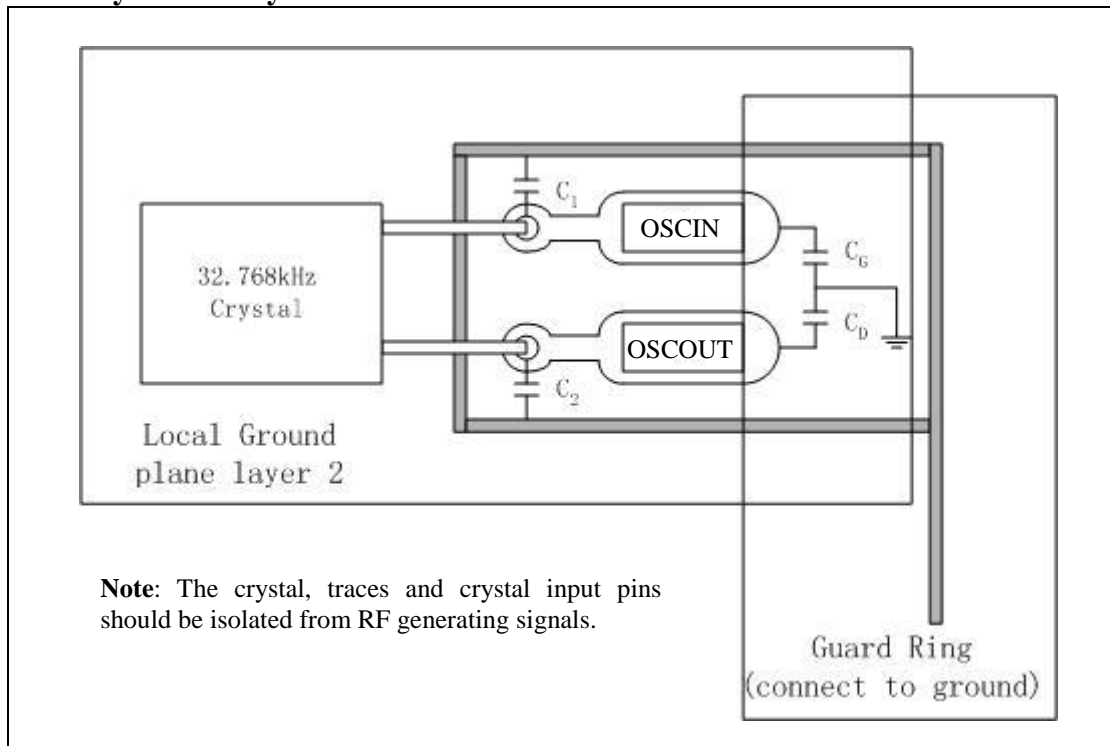 C1
OSCIN
32.768kHz
Crystal
CG
OSCOUT
CD
C2
Local Ground
plane layer 2
Note: The crystal, traces and crystal input pins
should be isolated from RF generating signals.
Guard Ring
(connect to ground)